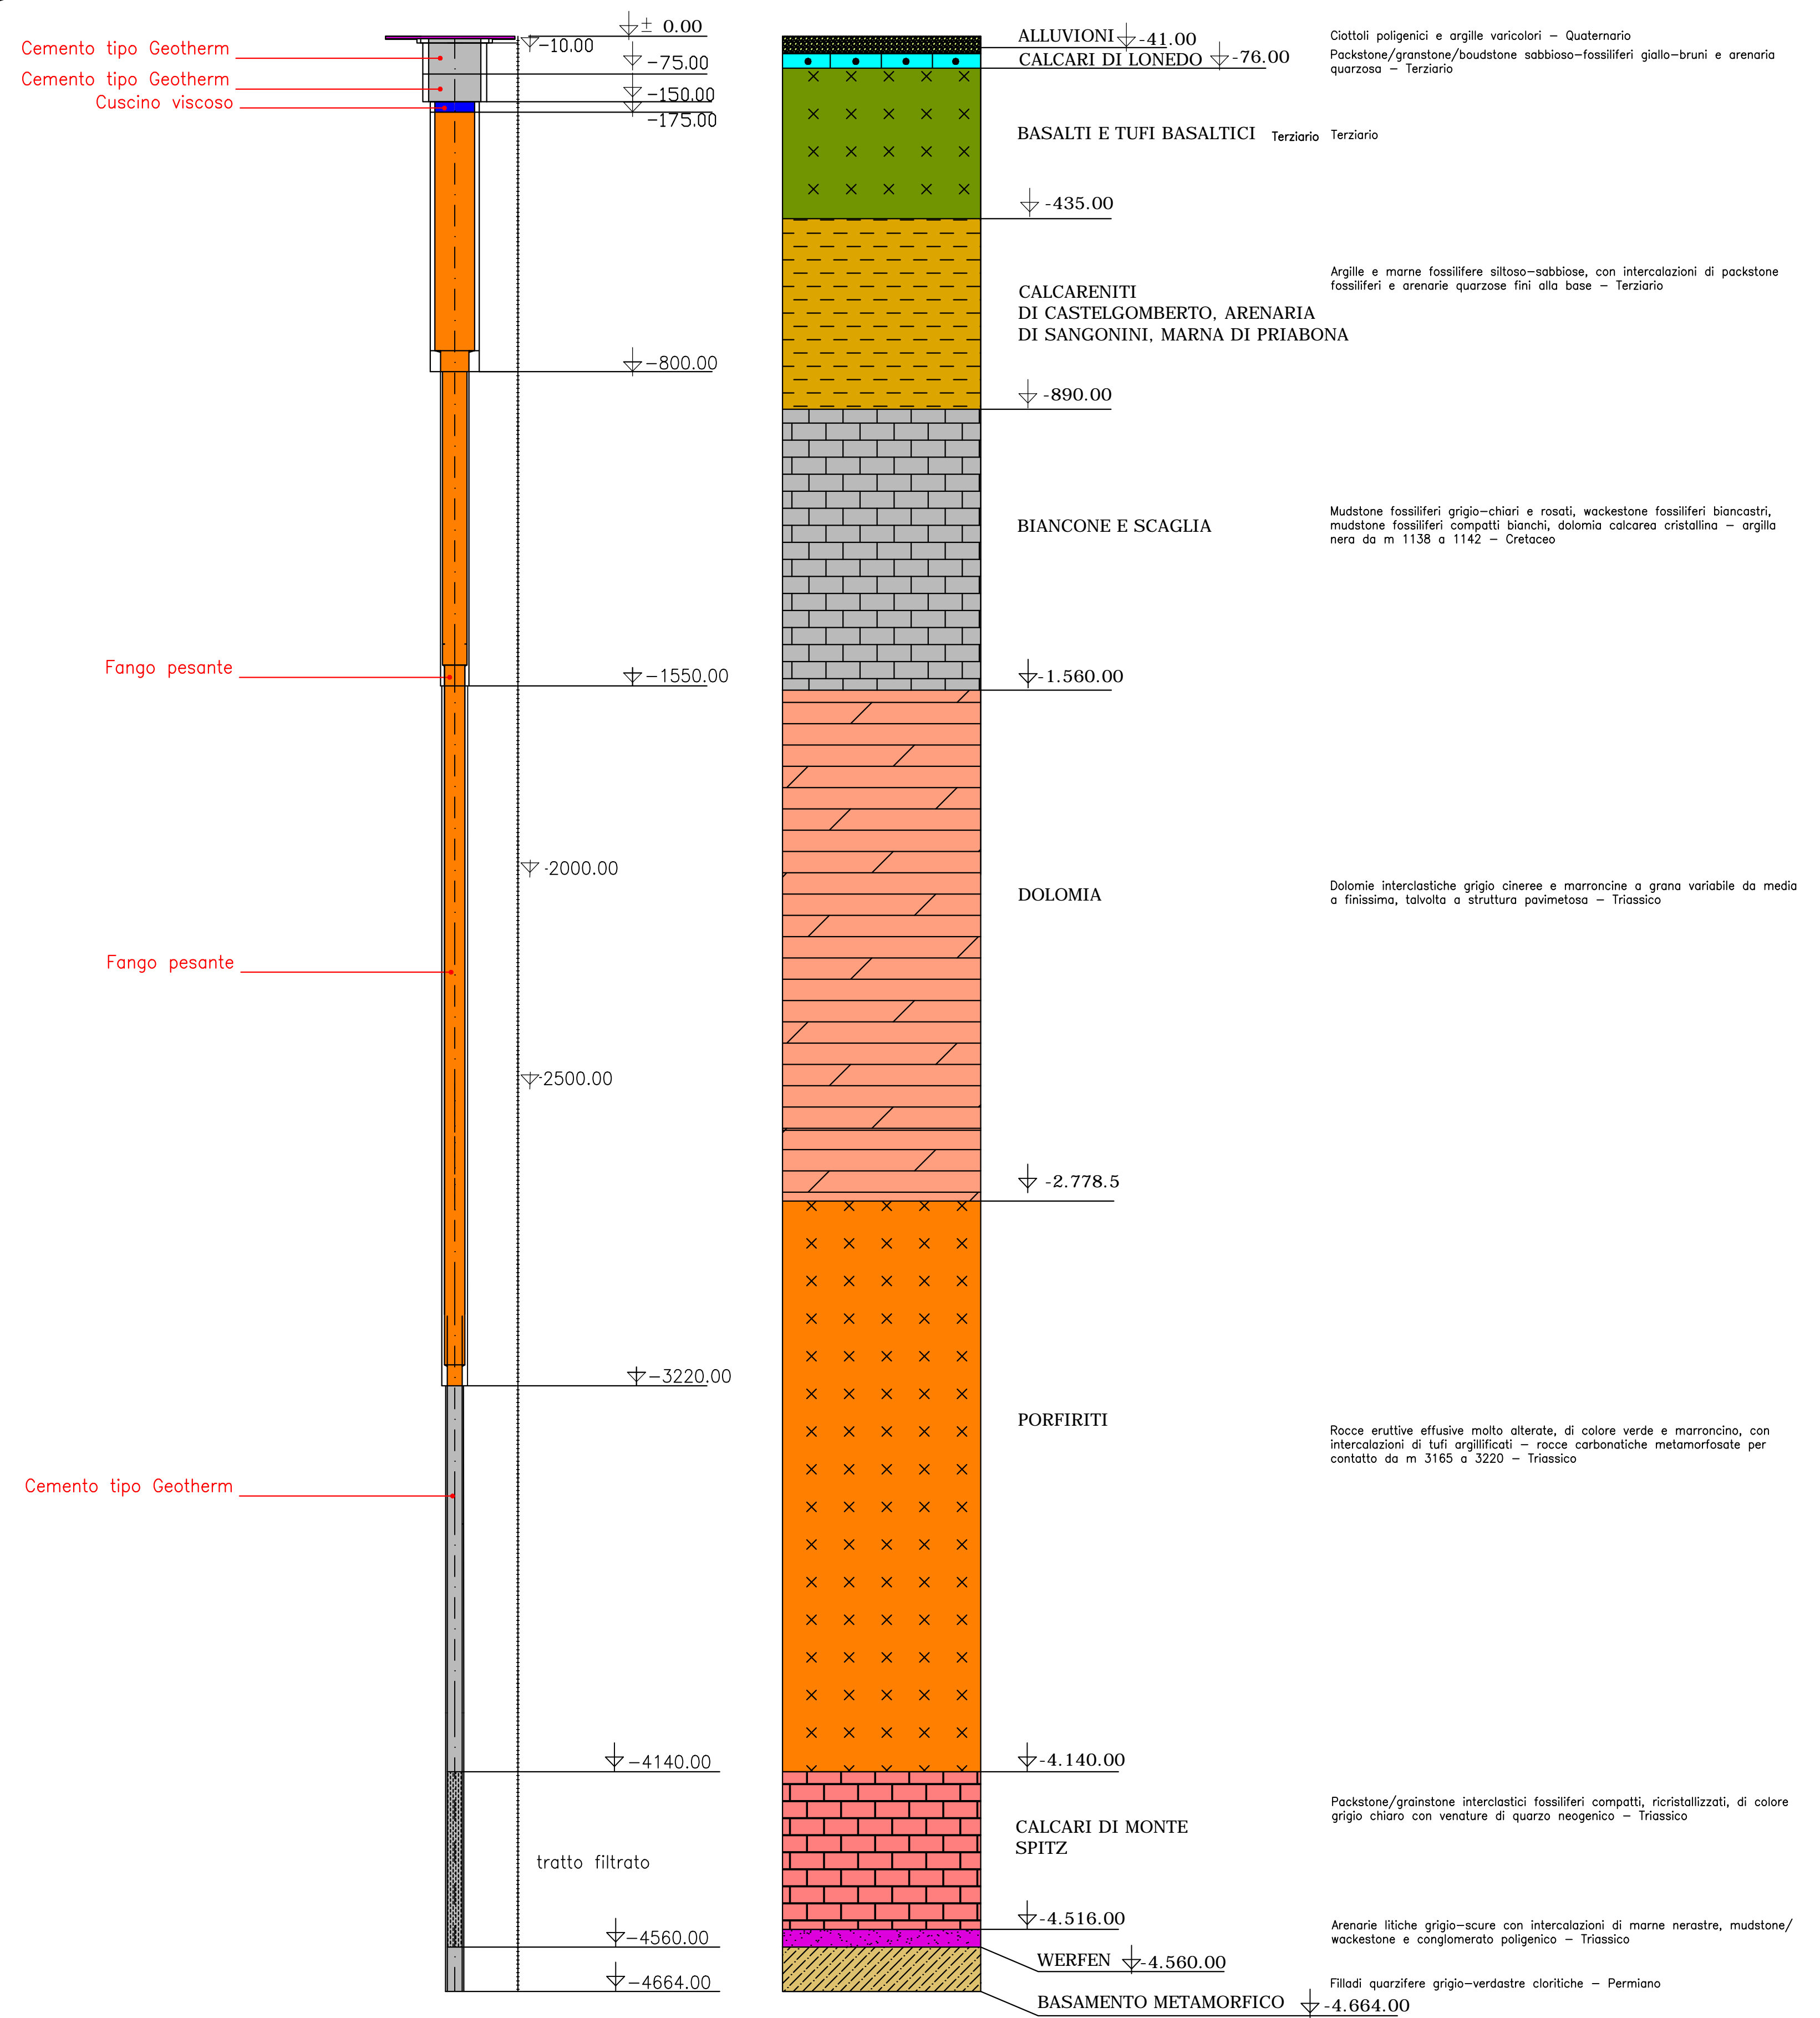 Cemento tipo Geotherm
Cemento tipo Geotherm
Cuscino viscoso
Fango pesante
Fango pesante
Cemento tipo Geotherm
± 0.00
-10.00
-75.00
-150.00
-175.00
-800.00
-1550.00
-2000.00
-2500.00
-3220.00
-4140.00
tratto filtrato
-4560.00
-4664.00
ALLUVIONI -41.00
CALCARI DI LONEDO -76.00
BASALTI E TUFI BASALTICI Terziario
-435.00
CALCARENITI
DI CASTELGOMBERTO, ARENARIA
DI SANGONINI, MARNA DI PRIABONA
-890.00
BIANCONE E SCAGLIA
-1.560.00
DOLOMIA
-2.778.5
PORFIRITI
-4.140.00
CALCARI DI MONTE
SPITZ
-4.516.00
WERFEN -4.560.00
BASAMENTO METAMORFICO -4.664.00
Ciottoli poligenici e argille varicolori – Quaternario
Packstone/granstone/boudstone sabbioso-fossiliferi giallo-bruni e arenaria
quarzosa – Terziario
Terziario
Argille e marne fossilifere siltoso-sabbiose, con intercalazioni di packstone
fossiliferi e arenarie quarzose fini alla base – Terziario
Mudstone fossiliferi grigio-chiari e rosati, wackestone fossiliferi biancastri,
mudstone fossiliferi compatti bianchi, dolomia calcarea cristallina – argilla
nera da m 1138 a 1142 – Cretaceo
Dolomie interclastiche grigio cineree e marroncine a grana variabile da media
a finissima, talvolta a struttura pavimetosa – Triassico
Rocce eruttive effusive molto alterate, di colore verde e marroncino, con
intercalazioni di tufi argillificati – rocce carbonatiche metamorfosate per
contatto da m 3165 a 3220 – Triassico
Packstone/grainstone interclastici fossiliferi compatti, ricristallizzati, di colore
grigio chiaro con venature di quarzo neogenico – Triassico
Arenarie litiche grigio-scure con intercalazioni di marne nerastre, mudstone/
wackestone e conglomerato poligenico – Triassico
Filladi quarzifere grigio-verdastre cloritiche – Permiano